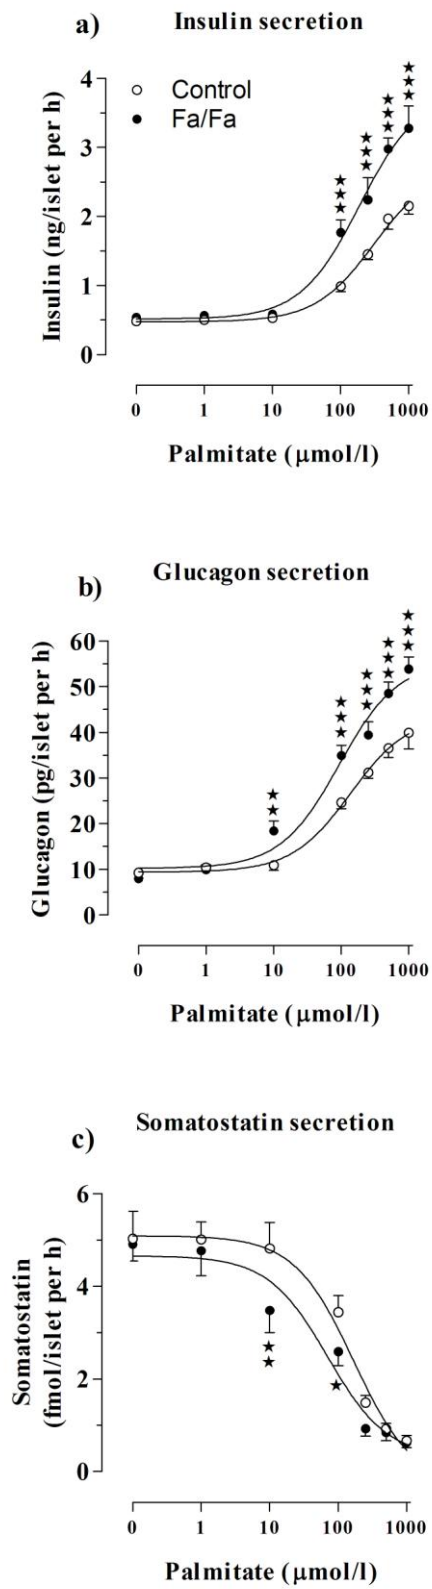 a) Insulin secretion
4
3
2
1
0
Control
Fa/Fa
Insulin (ng/islet per h)
0 1 10 100 1000
Palmitate (μmol/l)
b) Glucagon secretion
60
50
40
30
20
10
0
Glucagon (pg/islet per h)
0 1 10 100 1000
Palmitate (μmol/l)
c) Somatostatin secretion
6
4
2
0
Somatostatin
(fmol/islet per h)
0 1 10 100 1000
Palmitate (μmol/l)